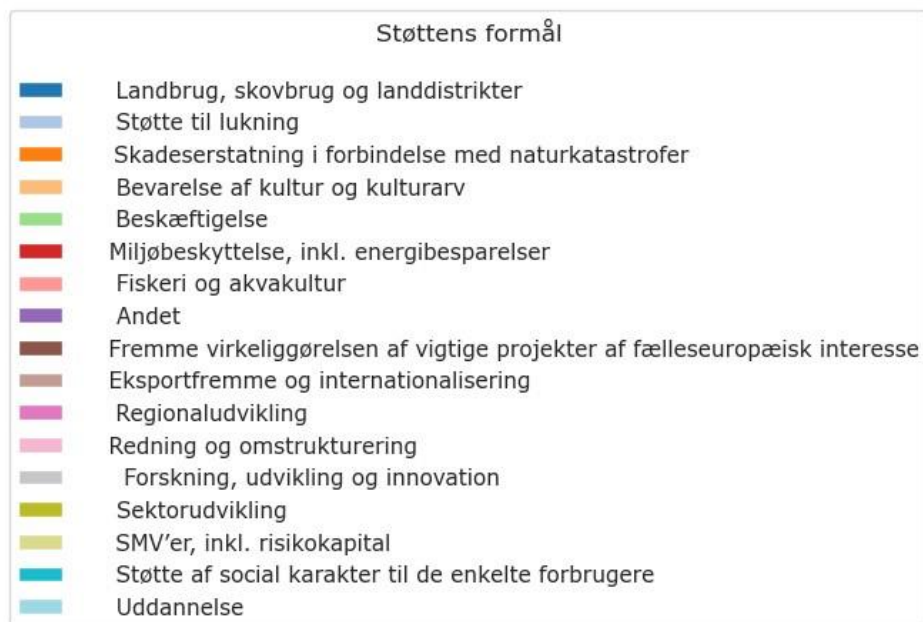 Støttens formål
Landbrug, skovbrug og landdistrikter
Støtte til lukning
Skadeserstatning i forbindelse med naturkatastrofer
Bevarelse af kultur og kulturarv
Beskæftigelse
Miljøbeskyttelse, inkl. energibesparelser
Fiskeri og akvakultur
Andet
Fremme virkeliggørelsen af vigtige projekter af fælleseuropæisk interesse
Eksportfremme og internationalisering
Regionaludvikling
Redning og omstrukturering
Forskning, udvikling og innovation
Sektorudvikling
SMV’er, inkl. risikokapital
Støtte af social karakter til de enkelte forbrugere
Uddannelse